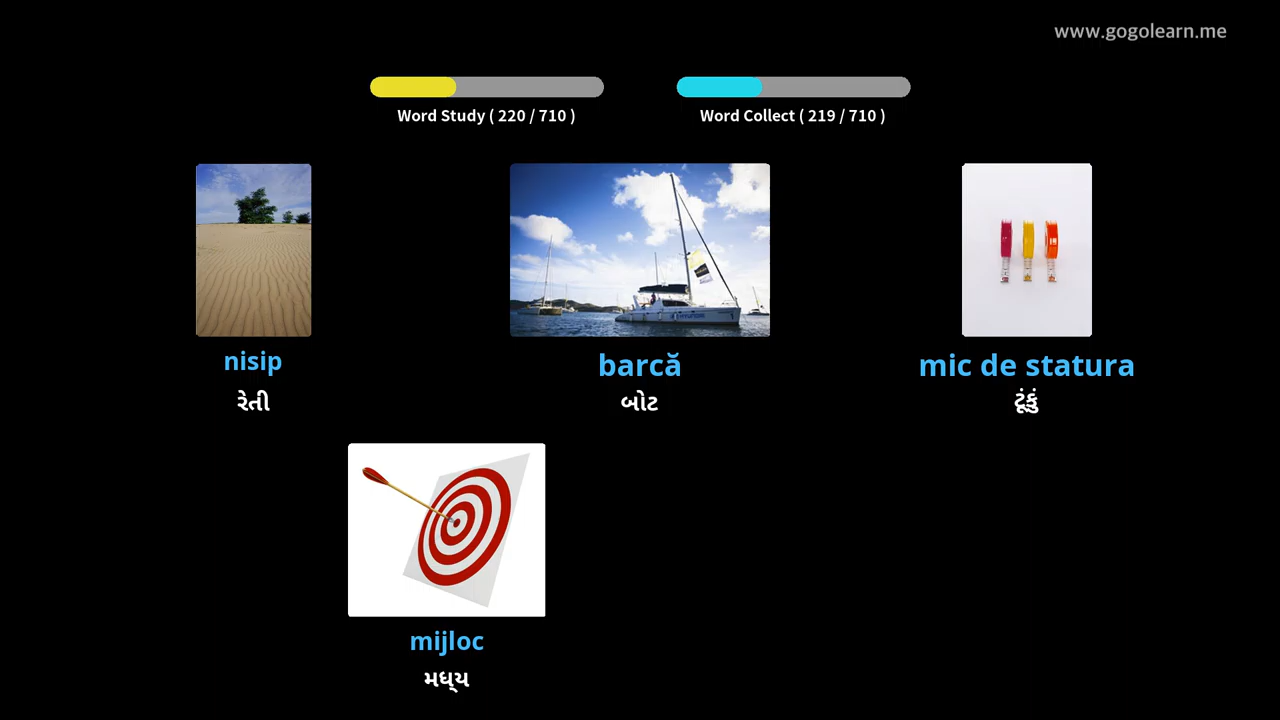 www.gogolearn.me
Word Study ( 220 / 710 )
Word Collect ( 219 / 710 )
nisip
barcă
mic de statura
રેતી
બોટ
ટૂંકું
mijloc
મધ્ય